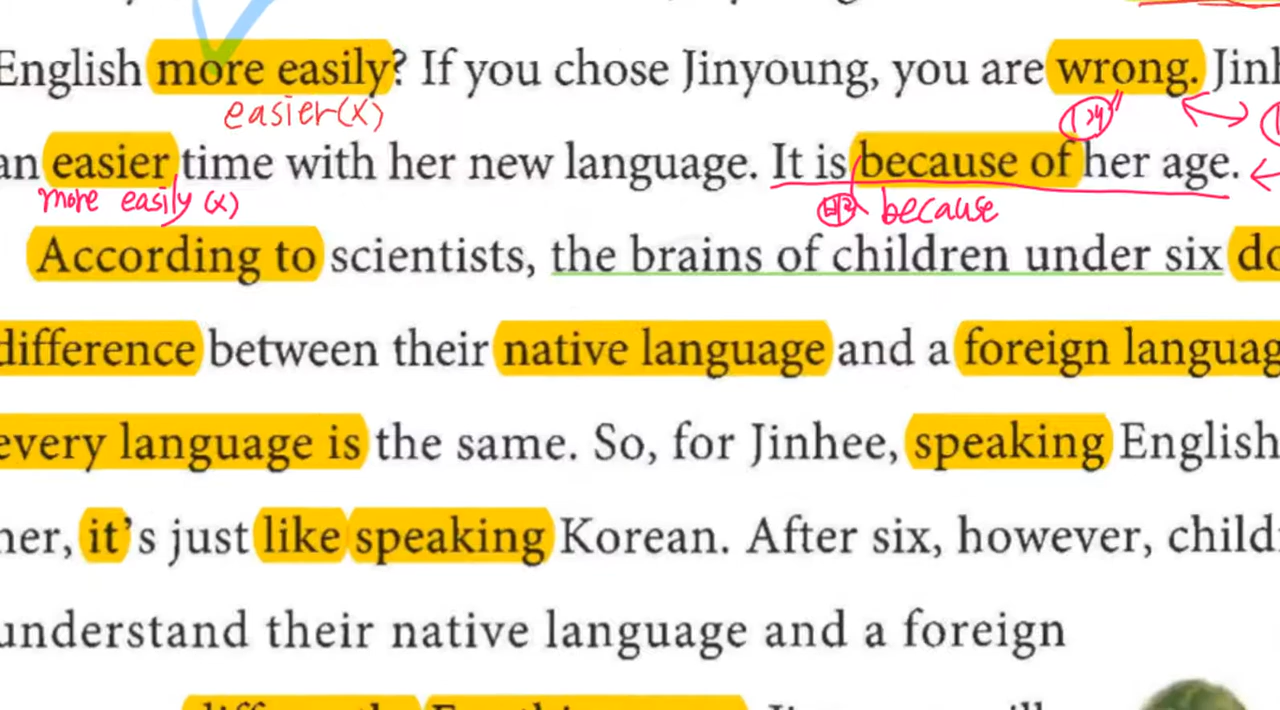 English more easily? If you chose Jinyoung, you are wrong. Jinh
easier(x)
an easier time with her new language. It is because of her age.
more easily (x)
because
According to scientists, the brains of children under six do
difference between their native language and a foreign languag
every language is the same. So, for Jinhee, speaking English
her, it's just like speaking Korean. After six, however, child
understand their native language and a foreign